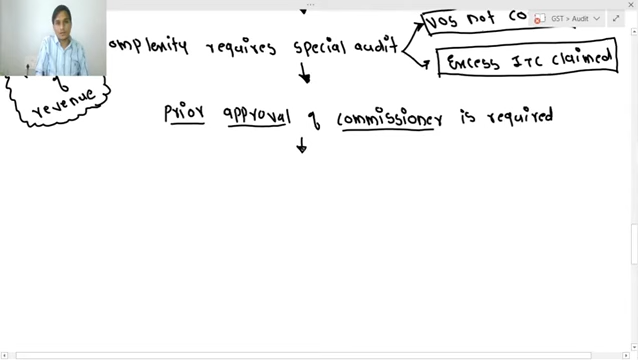 GST > Audit
VOS not co
omplexity requires special audit
Excess ITC claimed
of
revenue
Prior approval of commissioner is required